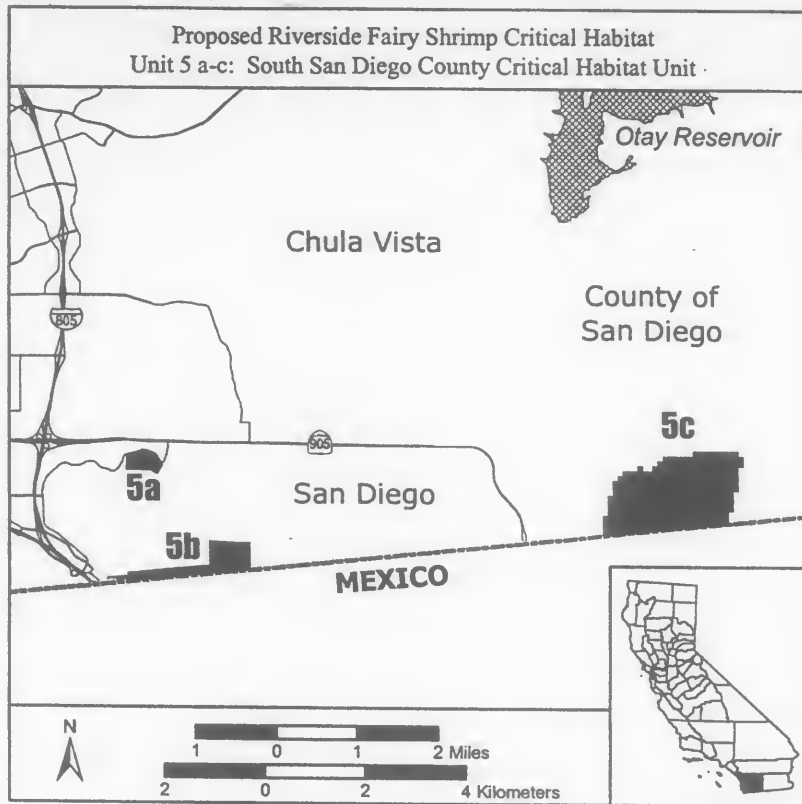 Proposed Riverside Fairy Shrimp Critical Habitat
Unit 5 a-c: South San Diego County Critical Habitat Unit
Otay Reservoir
Chula Vista
County of
San Diego
805
905
5c
5a
San Diego
5b
MEXICO
N
1 0 1 2 Miles
2 0 2 4 Kilometers